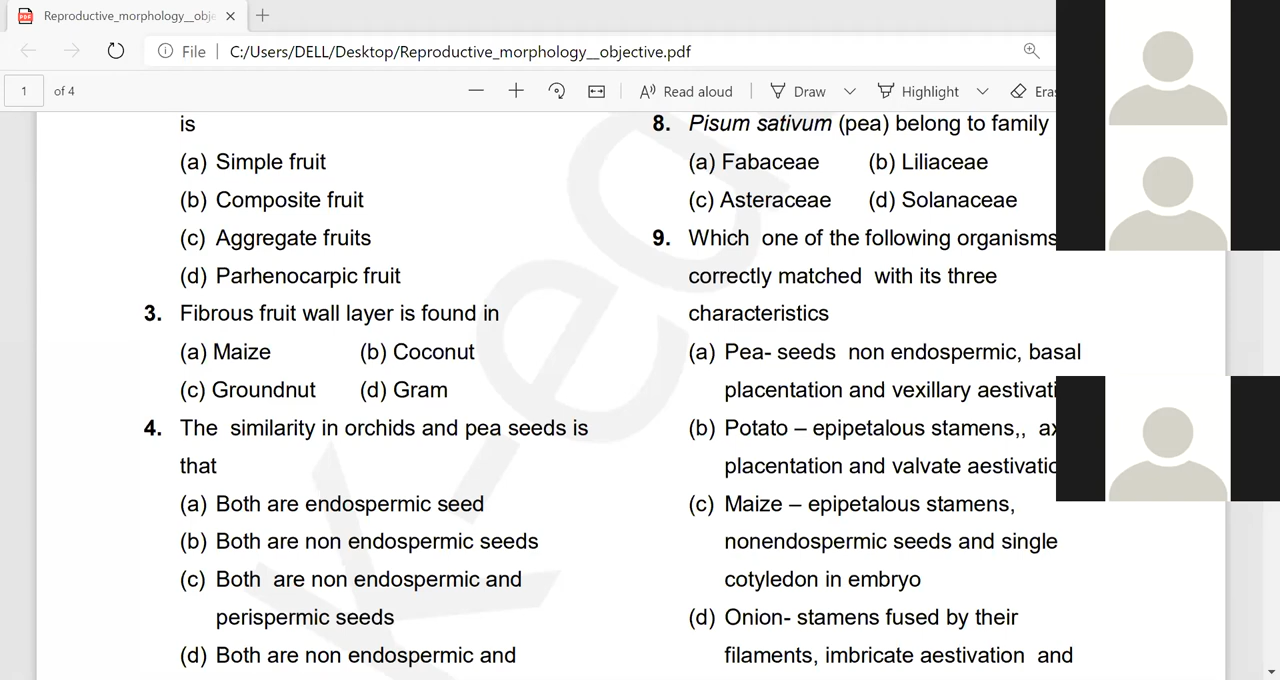 Reproductive_morphology__obje
File
C:/Users/DELL/Desktop/Reproductive_morphology__objective.pdf
1 of 4
Read aloud
Draw
Highlight
is
(a) Simple fruit
(b) Composite fruit
(c) Aggregate fruits
(d) Parhenocarpic fruit
3. Fibrous fruit wall layer is found in
(a) Maize (b) Coconut
(c) Groundnut (d) Gram
4. The similarity in orchids and pea seeds is
that
(a) Both are endospermic seed
(b) Both are non endospermic seeds
(c) Both are non endospermic and
perispermic seeds
(d) Both are non endospermic and
8. Pisum sativum (pea) belong to family
(a) Fabaceae (b) Liliaceae
(c) Asteraceae (d) Solanaceae
9. Which one of the following organisms
correctly matched with its three
characteristics
(a) Pea- seeds non endospermic, basal
placentation and vexillary aestivati
(b) Potato – epipetalous stamens,, ax
placentation and valvate aestivatio
(c) Maize – epipetalous stamens,
nonendospermic seeds and single
cotyledon in embryo
(d) Onion- stamens fused by their
filaments, imbricate aestivation and